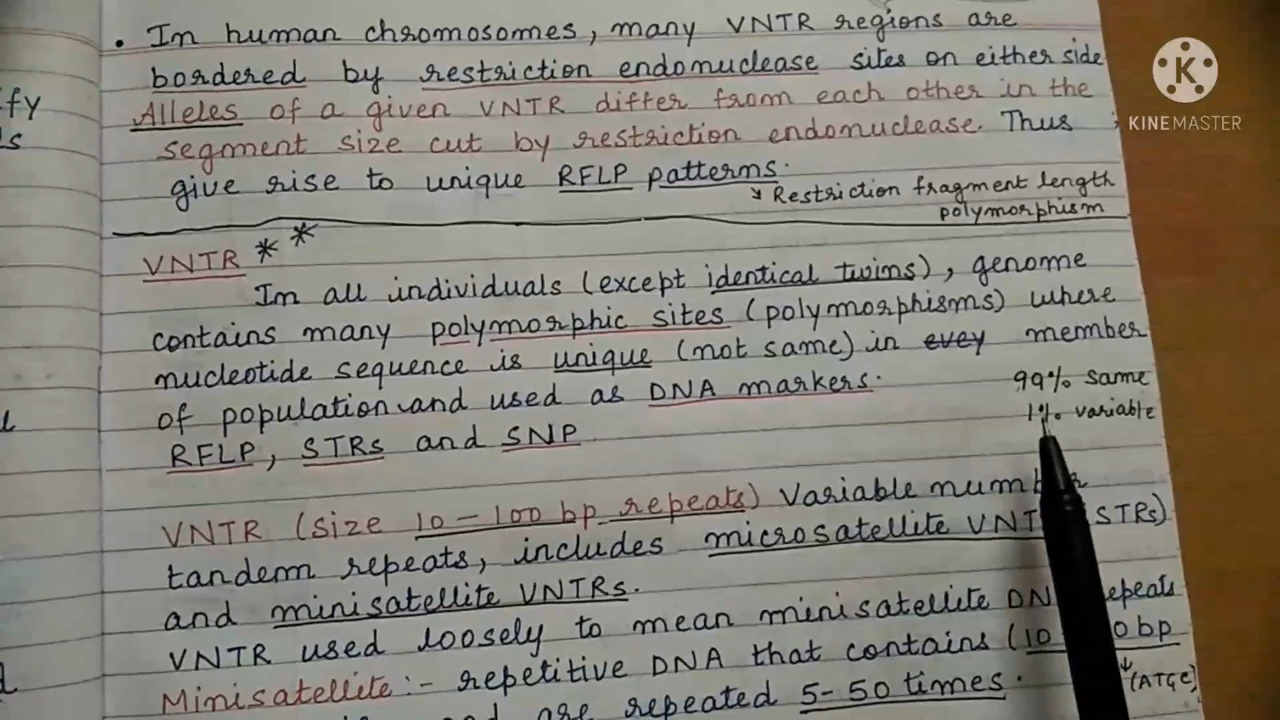 . In human chromosomes, many VNTR regions are
bordered by restriction endonuclease sites on either side
Alleles of a given VNTR differ from each other in the
segment size cut by restriction endonuclease. Thus
give rise to unique RFLP patterns.
↘ Restriction fragment length
polymorphism
VNTR * *
In all individuals (except identical twins), genome
contains many polymorphic sites (polymorphisms) where
nucleotide sequence is unique (not same) in evey member
of population and used as DNA markers.
99% same
1% variable
RFLP, STRs and SNP
VNTR (size 10-100 bp repeats) Variable num
tandem repeats, includes microsatellite VNT STRs)
and minisatellite VNTRs.
VNTR used loosely to mean minisatellite DN epeats
Minisatellite:- repetitive DNA that contains (10 0 bp
(ATGC)
are repeated 5-50 times.
fy
s
K
KINEMASTER